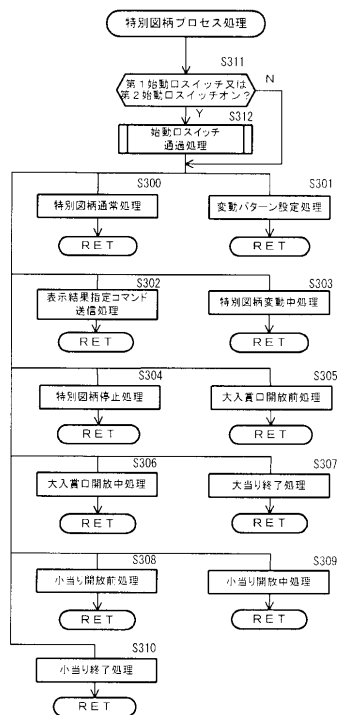 特別図柄プロセス処理
S311
第1始動口スイッチ又は
第2始動口スイッチオン?
N
Y
S312
始動口スイッチ
通過処理
S300
特別図柄通常処理
RET
S301
変動パターン設定処理
RET
S302
表示結果指定コマンド
送信処理
RET
S303
特別図柄変動中処理
RET
S304
特別図柄停止処理
RET
S305
大入賞口開放前処理
RET
S306
大入賞口開放中処理
RET
S307
大当り終了処理
RET
S308
小当り開放前処理
RET
S309
小当り開放中処理
RET
S310
小当り終了処理
RET